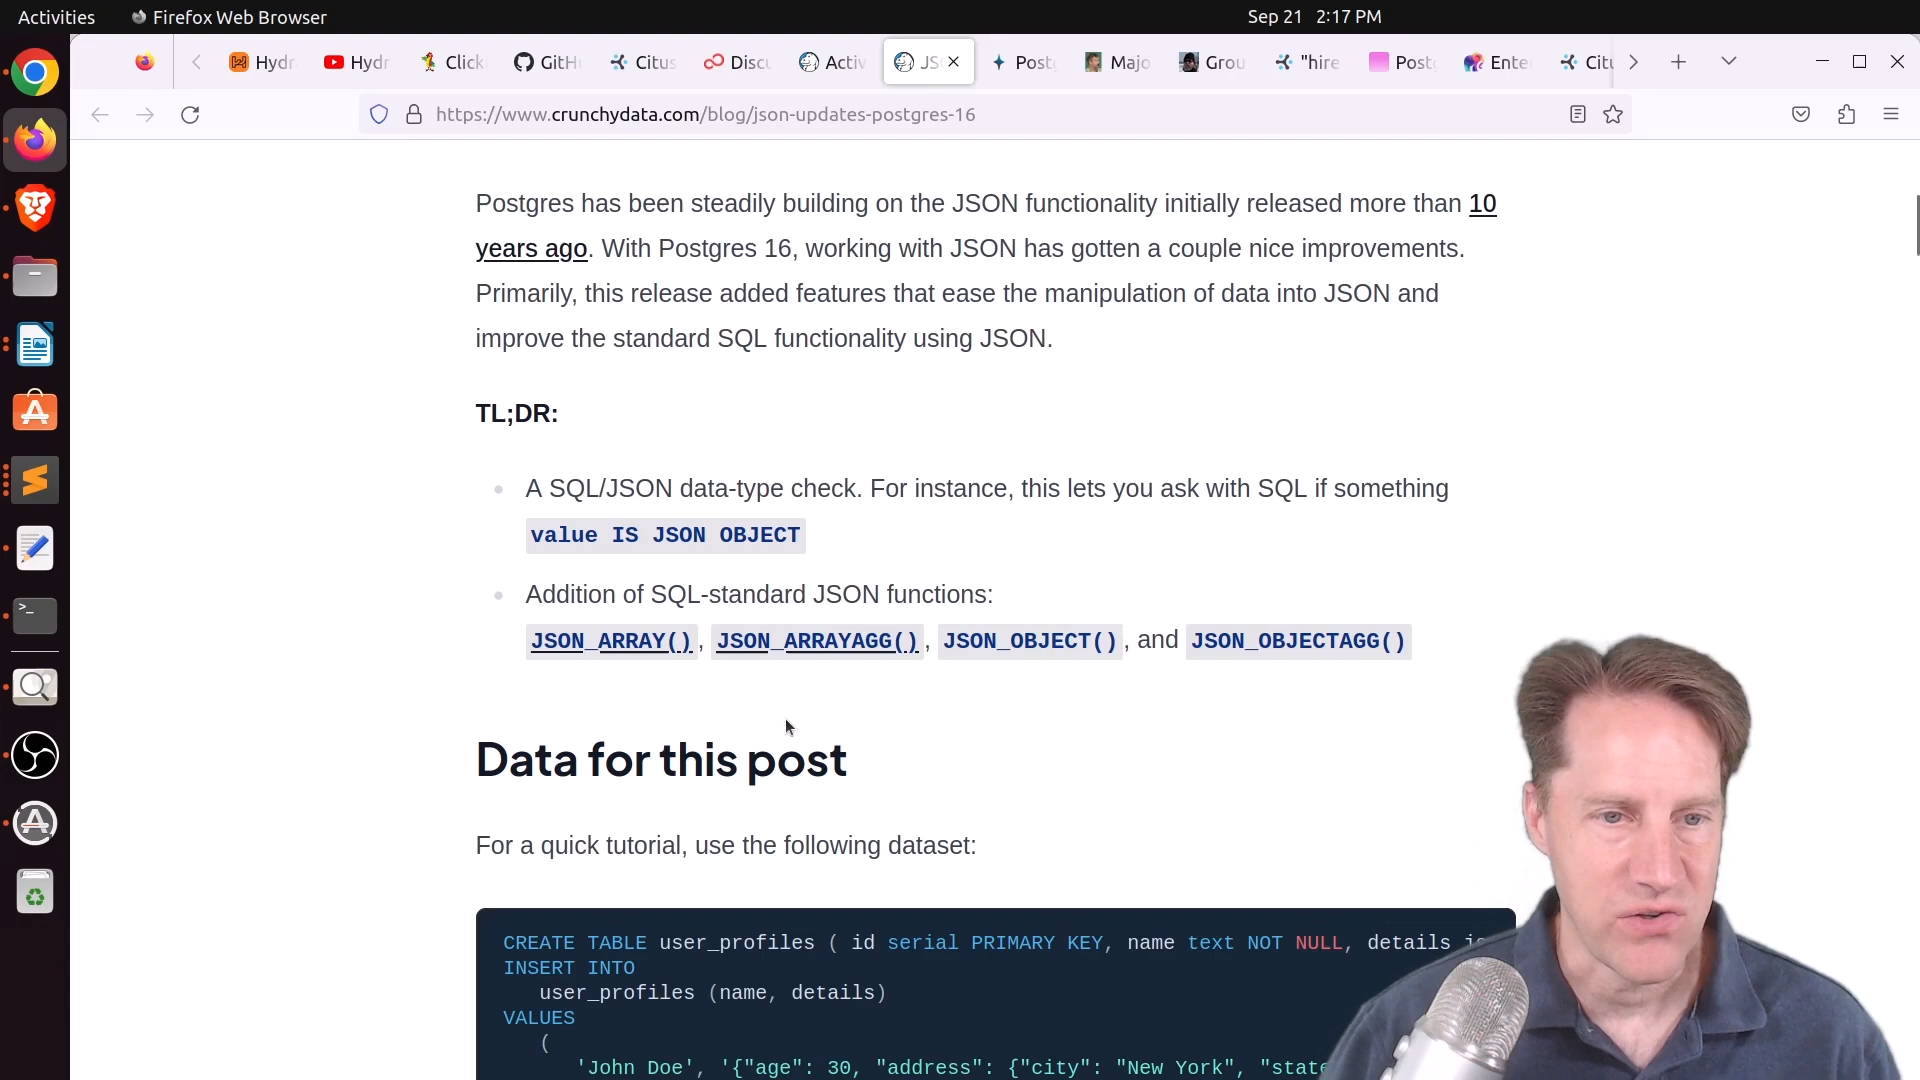 Activities
Firefox Web Browser
Sep 21 2:17 PM
Hydr
Hydr
Click
GitH
Citus
Discu
Activ
JS
Post
Majo
Grou
"hire
Post
Ente
Citu
https://www.crunchydata.com/blog/json-updates-postgres-16
Postgres has been steadily building on the JSON functionality initially released more than 10
years ago. With Postgres 16, working with JSON has gotten a couple nice improvements.
Primarily, this release added features that ease the manipulation of data into JSON and
improve the standard SQL functionality using JSON.
TL;DR:
A SQL/JSON data-type check. For instance, this lets you ask with SQL if something
value IS JSON OBJECT
Addition of SQL-standard JSON functions:
JSON_ARRAY(), JSON_ARRAYAGG(), JSON_OBJECT(), and JSON_OBJECTAGG()
Data for this post
For a quick tutorial, use the following dataset:
CREATE TABLE user_profiles ( id serial PRIMARY KEY, name text NOT NULL, details
INSERT INTO
user_profiles (name, details)
VALUES
(
'John Doe', '{"age": 30, "address": {"city": "New York", "state